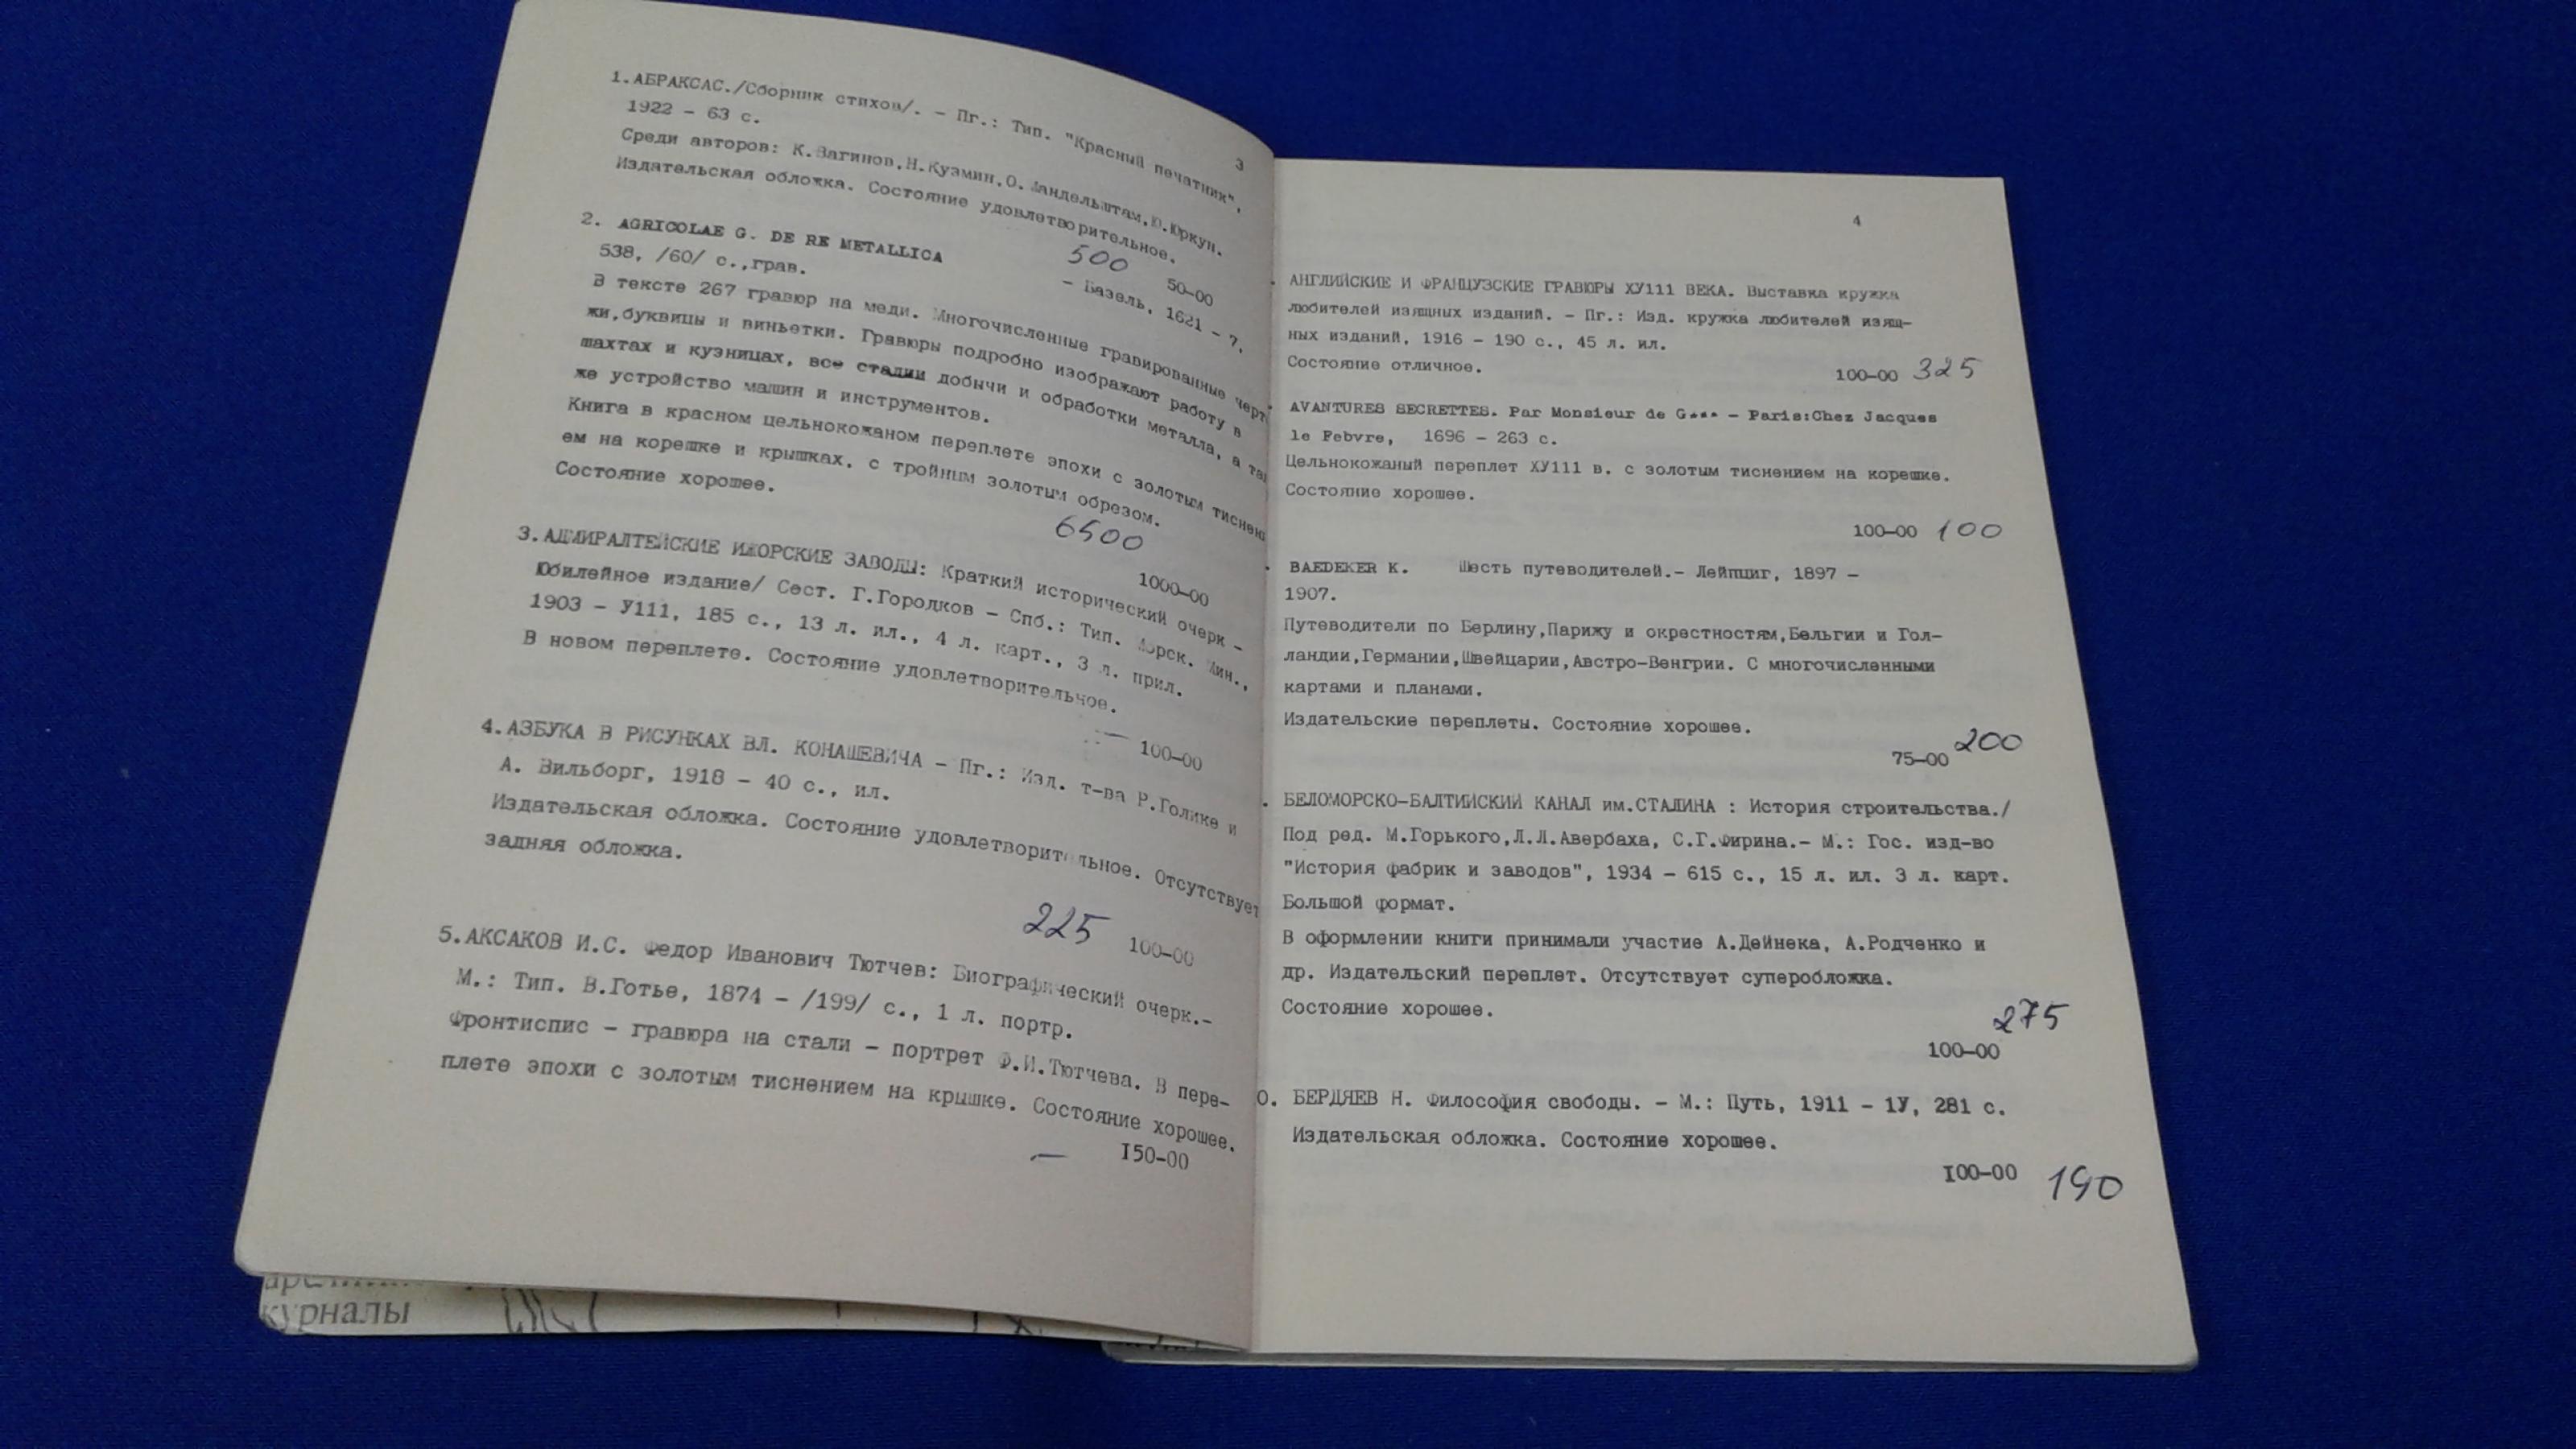 3
1.АБРАКСАС./Сборник стихов/. - Пг.: Тип. "Красный печатник",
1922 - 63 с.
Среди авторов: К.Вагинов,Н.Кузмин,О.Мандельштам,Ю.Юркун.
Издательская обложка. Состояние удовлетворительное.
500 50-00
2. AGRICOLAE G. DE RE METALLICA - Базель, 1621 - 7,
538, /60/ с.,грав.
В тексте 267 гравюр на меди. Многочисленные гравированные черт
жи,буквицы и виньетки. Гравюры подробно изображают работу в
шахтах и кузницах, все стадии добычи и обработки металла, а та
же устройство машин и инструментов.
Книга в красном цельнокожаном переплете эпохи с золотым тиснени
ем на корешке и крышках, с тройным золотым обрезом.
Состояние хорошее.
6500 1000-00
3.АДМИРАЛТЕЙСКИЕ ИЖОРСКИЕ ЗАВОДЫ: Краткий исторический очерк -
Юбилейное издание/ Сост. Г.Городков - Спб.: Тип. Морск. Мин.,
1903 - У111, 185 с., 13 л. ил., 4 л. карт., 3 л. прил.
В новом переплете. Состояние удовлетворительное.
— 100-00
4.АЗБУКА В РИСУНКАХ ВЛ. КОНАШЕВИЧА - Пг.: Изд. т-ва Р.Голике и
А. Вильборг, 1918 - 40 с., ил.
Издательская обложка. Состояние удовлетворительное. Отсутствует
задняя обложка.
225 100-00
5.АКСАКОВ И.С. Федор Иванович Тютчев: Биографический очерк.-
М.: Тип. В.Готье, 1874 - /199/ с., 1 л. портр.
Фронтиспис - гравюра на стали - портрет Ф.И.Тютчева. В пере-
плете эпохи с золотым тиснением на крышке. Состояние хорошее.
— I50-00
курналы
4
АНГЛИЙСКИЕ И ФРАНЦУЗСКИЕ ГРАВЮРЫ ХУ111 ВЕКА. Выставка кружка
любителей изящных изданий. - Пг.: Изд. кружка любителей изящ-
ных изданий, 1916 - 190 с., 45 л. ил.
Состояние отличное.
100-00 325
AVANTURES SECRETTES. Par Monsieur de G*** - Paris:Chez Jacques
le Febvre, 1696 - 263 с.
Цельнокожаный переплет ХУ111 в. с золотым тиснением на корешке.
Состояние хорошее.
100-00 100
BAEDEKER K. Шесть путеводителей.- Лейпциг, 1897 -
1907.
Путеводители по Берлину,Парижу и окрестностям,Бельгии и Гол-
ландии,Германии,Швейцарии,Австро-Венгрии. С многочисленными
картами и планами.
Издательские переплеты. Состояние хорошее.
75-00 200
. БЕЛОМОРСКО-БАЛТИЙСКИЙ КАНАЛ им.СТАЛИНА : История строительства./
Под ред. М.Горького,Л.Л.Авербаха, С.Г.Фирина.- М.: Гос. изд-во
"История фабрик и заводов", 1934 - 615 с., 15 л. ил. 3 л. карт.
Большой формат.
В оформлении книги принимали участие А.Дейнека, А.Родченко и
др. Издательский переплет. Отсутствует суперобложка.
Состояние хорошее.
275
100-00
0. БЕРДЯЕВ Н. Философия свободы. - М.: Путь, 1911 - 1У, 281 с.
Издательская обложка. Состояние хорошее.
I00-00 190